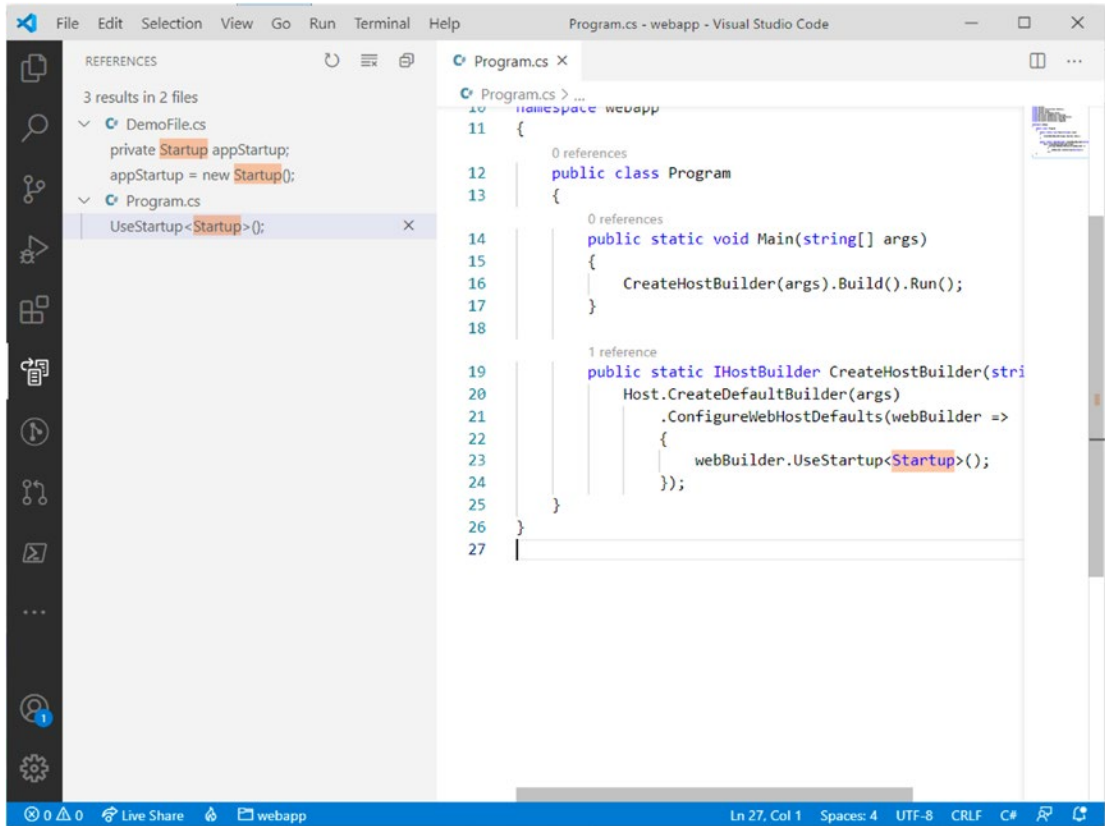 File Edit Selection View Go Run Terminal Help Program.cs - webapp - Visual Studio Code
REFERENCES
3 results in 2 files
DemoFile.cs
private Startup appStartup;
appStartup = new Startup();
Program.cs
UseStartup<Startup>();
Program.cs
Program.cs > ...
10 namespace webapp
11 {
0 references
12 public class Program
13 {
0 references
14 public static void Main(string[] args)
15 {
16 CreateHostBuilder(args).Build().Run();
17 }
18
1 reference
19 public static IHostBuilder CreateHostBuilder(stri
20 Host.CreateDefaultBuilder(args)
21 .ConfigureWebHostDefaults(webBuilder =>
22 {
23 webBuilder.UseStartup<Startup>();
24 });
25 }
26 }
27
1
0 0 Live Share webapp Ln 27, Col 1 Spaces: 4 UTF-8 CRLF C#